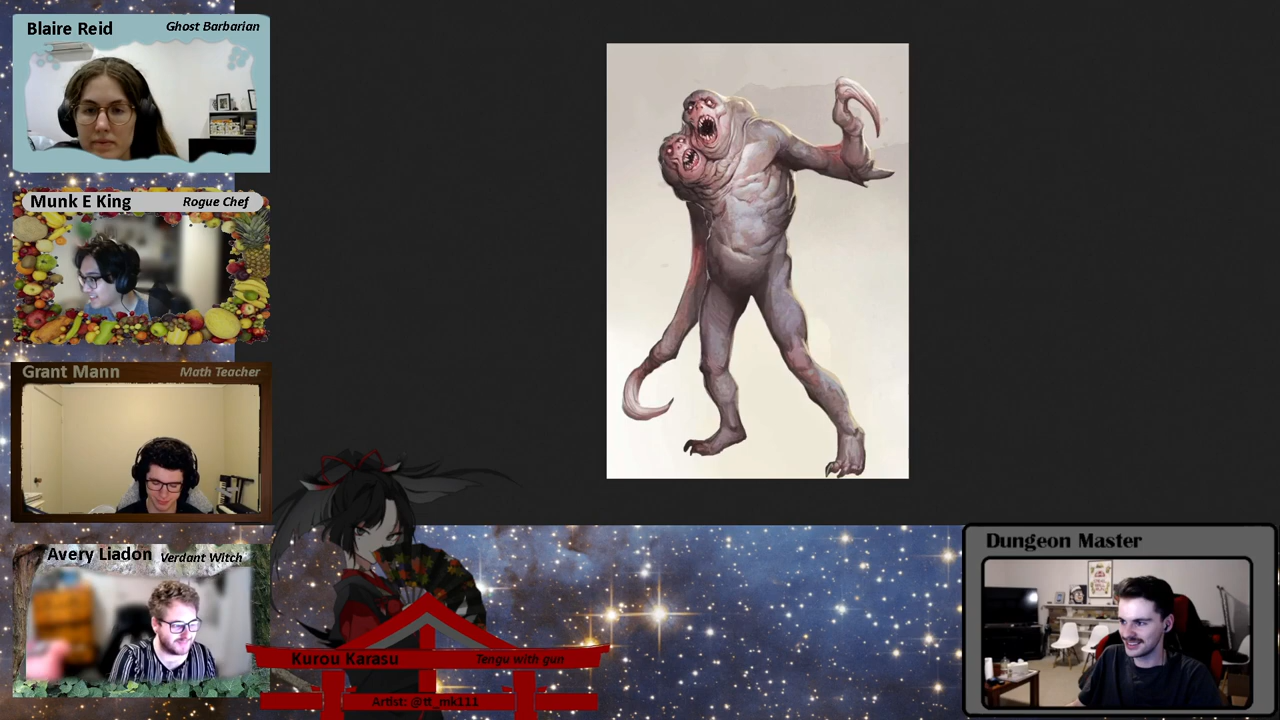 Blaire Reid Ghost Barbarian
Munk E King Rogue Chef
Grant Mann Math Teacher
Avery Liadon Verdant Witch
Dungeon Master
Kurou Karasu Tengu with gun
Artist: @tt_mk111